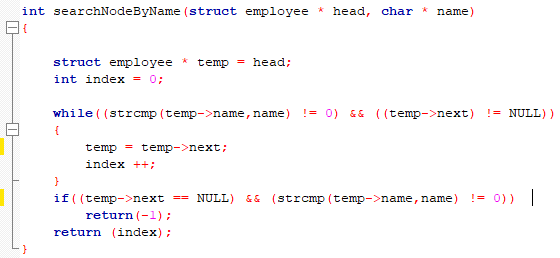 int searchNodeByName(struct employee * head, char * name)
{
struct employee * temp = head;
int index = 0;
while((strcmp(temp->name,name) != 0) && ((temp->next) != NULL))
{
temp = temp->next;
index ++;
}
if((temp->next == NULL) && (strcmp(temp->name,name) != 0))
return(-1);
return (index);
}